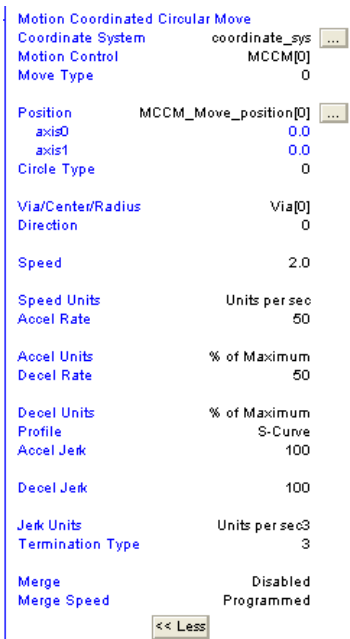 Motion Coordinated Circular Move
Coordinate System coordinate_sys ...
Motion Control MCCM[0]
Move Type 0
Position MCCM_Move_position[0] ...
axis0 0.0
axis1 0.0
Circle Type 0
Via/Center/Radius Via[0]
Direction 0
Speed 2.0
Speed Units Units per sec
Accel Rate 50
Accel Units % of Maximum
Decel Rate 50
Decel Units % of Maximum
Profile S-Curve
Accel Jerk 100
Decel Jerk 100
Jerk Units Units per sec3
Termination Type 3
Merge Disabled
Merge Speed Programmed
<< Less